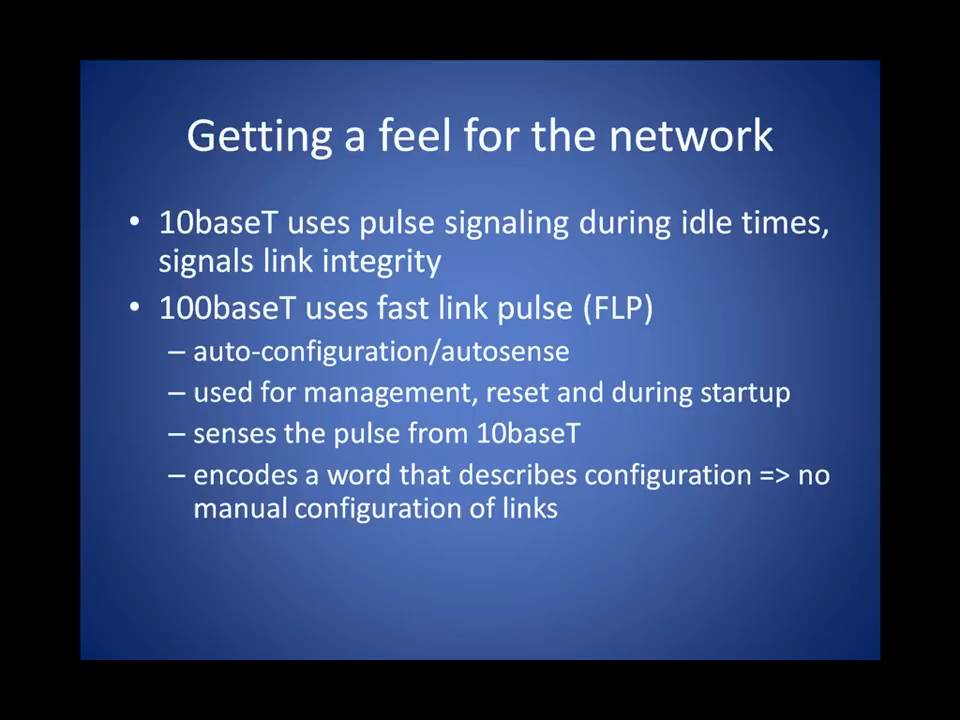 Getting a feel for the network
• 10baseT uses pulse signaling during idle times,
signals link integrity
• 100baseT uses fast link pulse (FLP)
– auto-configuration/autosense
– used for management, reset and during startup
– senses the pulse from 10baseT
– encodes a word that describes configuration => no
manual configuration of links